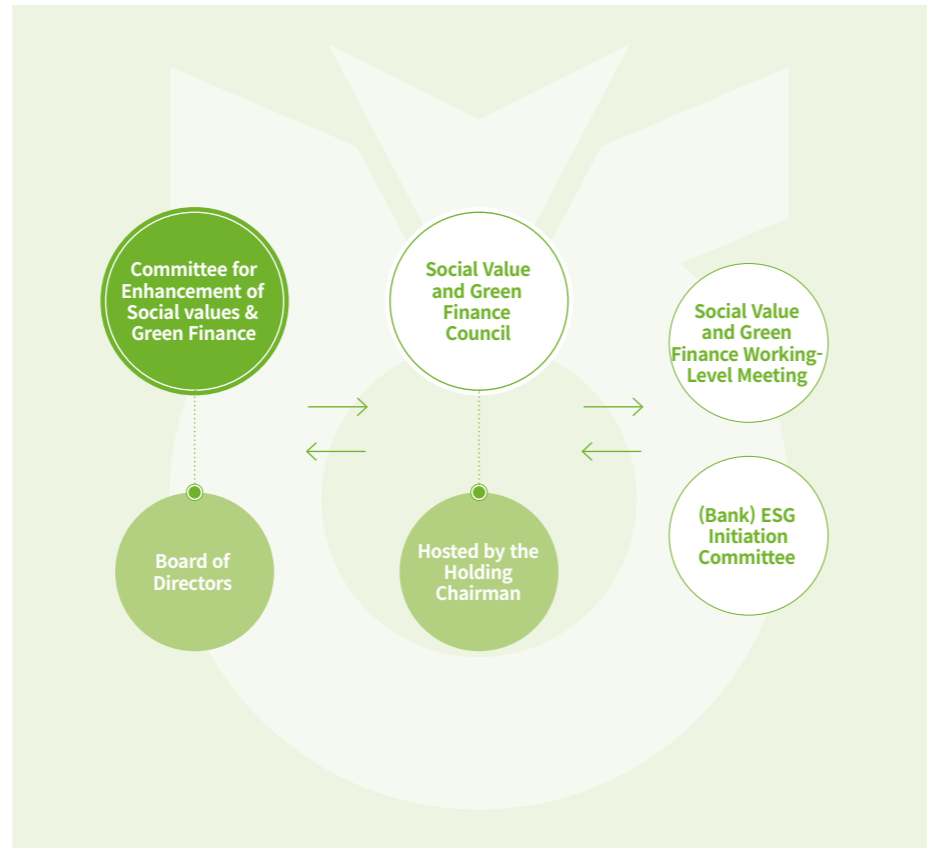 Committee for
Enhancement of
Social values &
Green Finance
Board of
Directors
Social Value
and Green
Finance
Council
Hosted by the
Holding
Chairman
Social Value
and Green
Finance Working-
Level Meeting
(Bank) ESG
Initiation
Committee